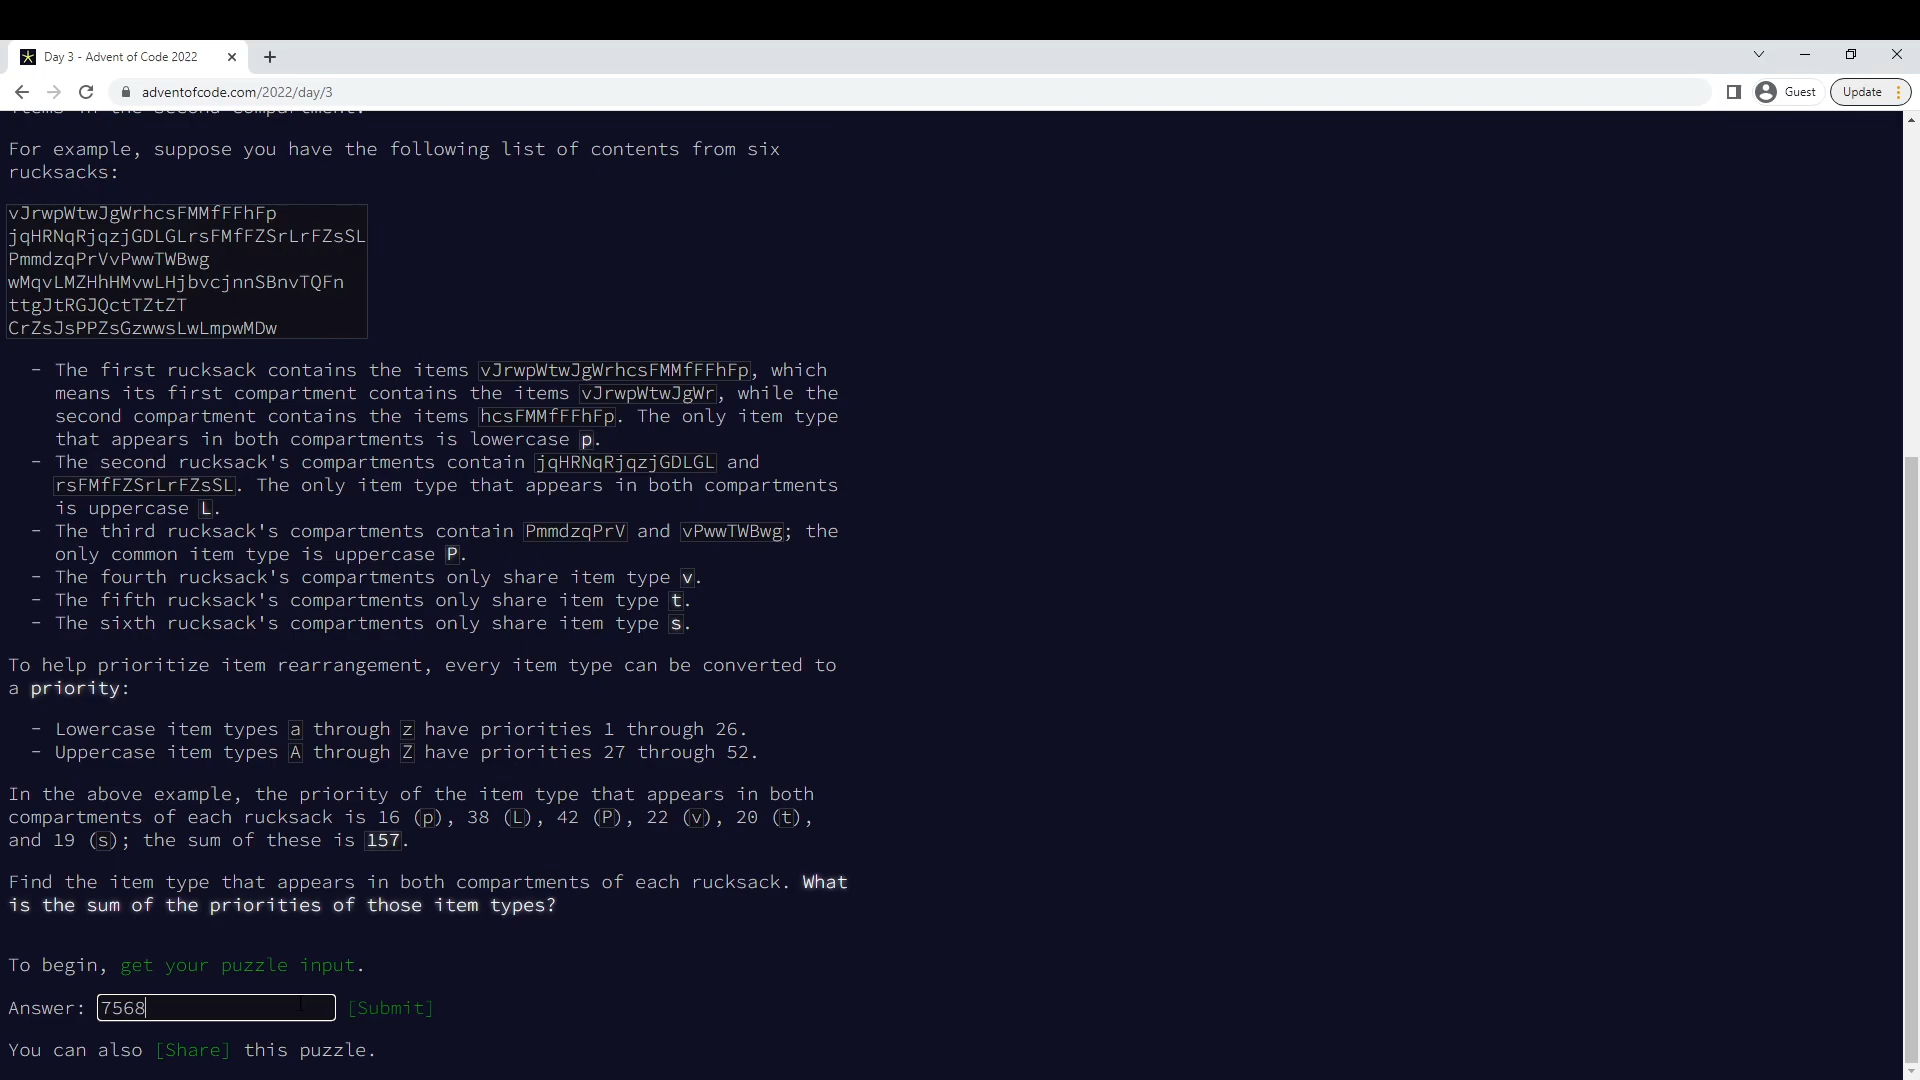 Day 3 - Advent of Code 2022
adventofcode.com/2022/day/3
Guest
Update
items in the second compartment.
For example, suppose you have the following list of contents from six
rucksacks:
vJrwpWtwJgWrhcsFMMfFFhFp
jqHRNqRjqzjGDLGLrsFMfFZSrLrFZsSL
PmmdzqPrVvPwwTWBwg
wMqvLMZHhHMvwLHjbvcjnnSBnvTQFn
ttgJtRGJQctTZtZT
CrZsJsPPZsGzwwsLwLmpwMDw
- The first rucksack contains the items vJrwpWtwJgWrhcsFMMfFFhFp, which
means its first compartment contains the items vJrwpWtwJgWr, while the
second compartment contains the items hcsFMMfFFhFp. The only item type
that appears in both compartments is lowercase p.
- The second rucksack's compartments contain jqHRNqRjqzjGDLGL and
rsFMfFZSrLrFZsSL. The only item type that appears in both compartments
is uppercase L.
- The third rucksack's compartments contain PmmdzqPrV and vPwwTWBwg; the
only common item type is uppercase P.
- The fourth rucksack's compartments only share item type v.
- The fifth rucksack's compartments only share item type t.
- The sixth rucksack's compartments only share item type s.
To help prioritize item rearrangement, every item type can be converted to
a priority:
- Lowercase item types a through z have priorities 1 through 26.
- Uppercase item types A through Z have priorities 27 through 52.
In the above example, the priority of the item type that appears in both
compartments of each rucksack is 16 (p), 38 (L), 42 (P), 22 (v), 20 (t),
and 19 (s); the sum of these is 157.
Find the item type that appears in both compartments of each rucksack. What
is the sum of the priorities of those item types?
To begin, get your puzzle input.
Answer: 7568 [Submit]
You can also [Share] this puzzle.